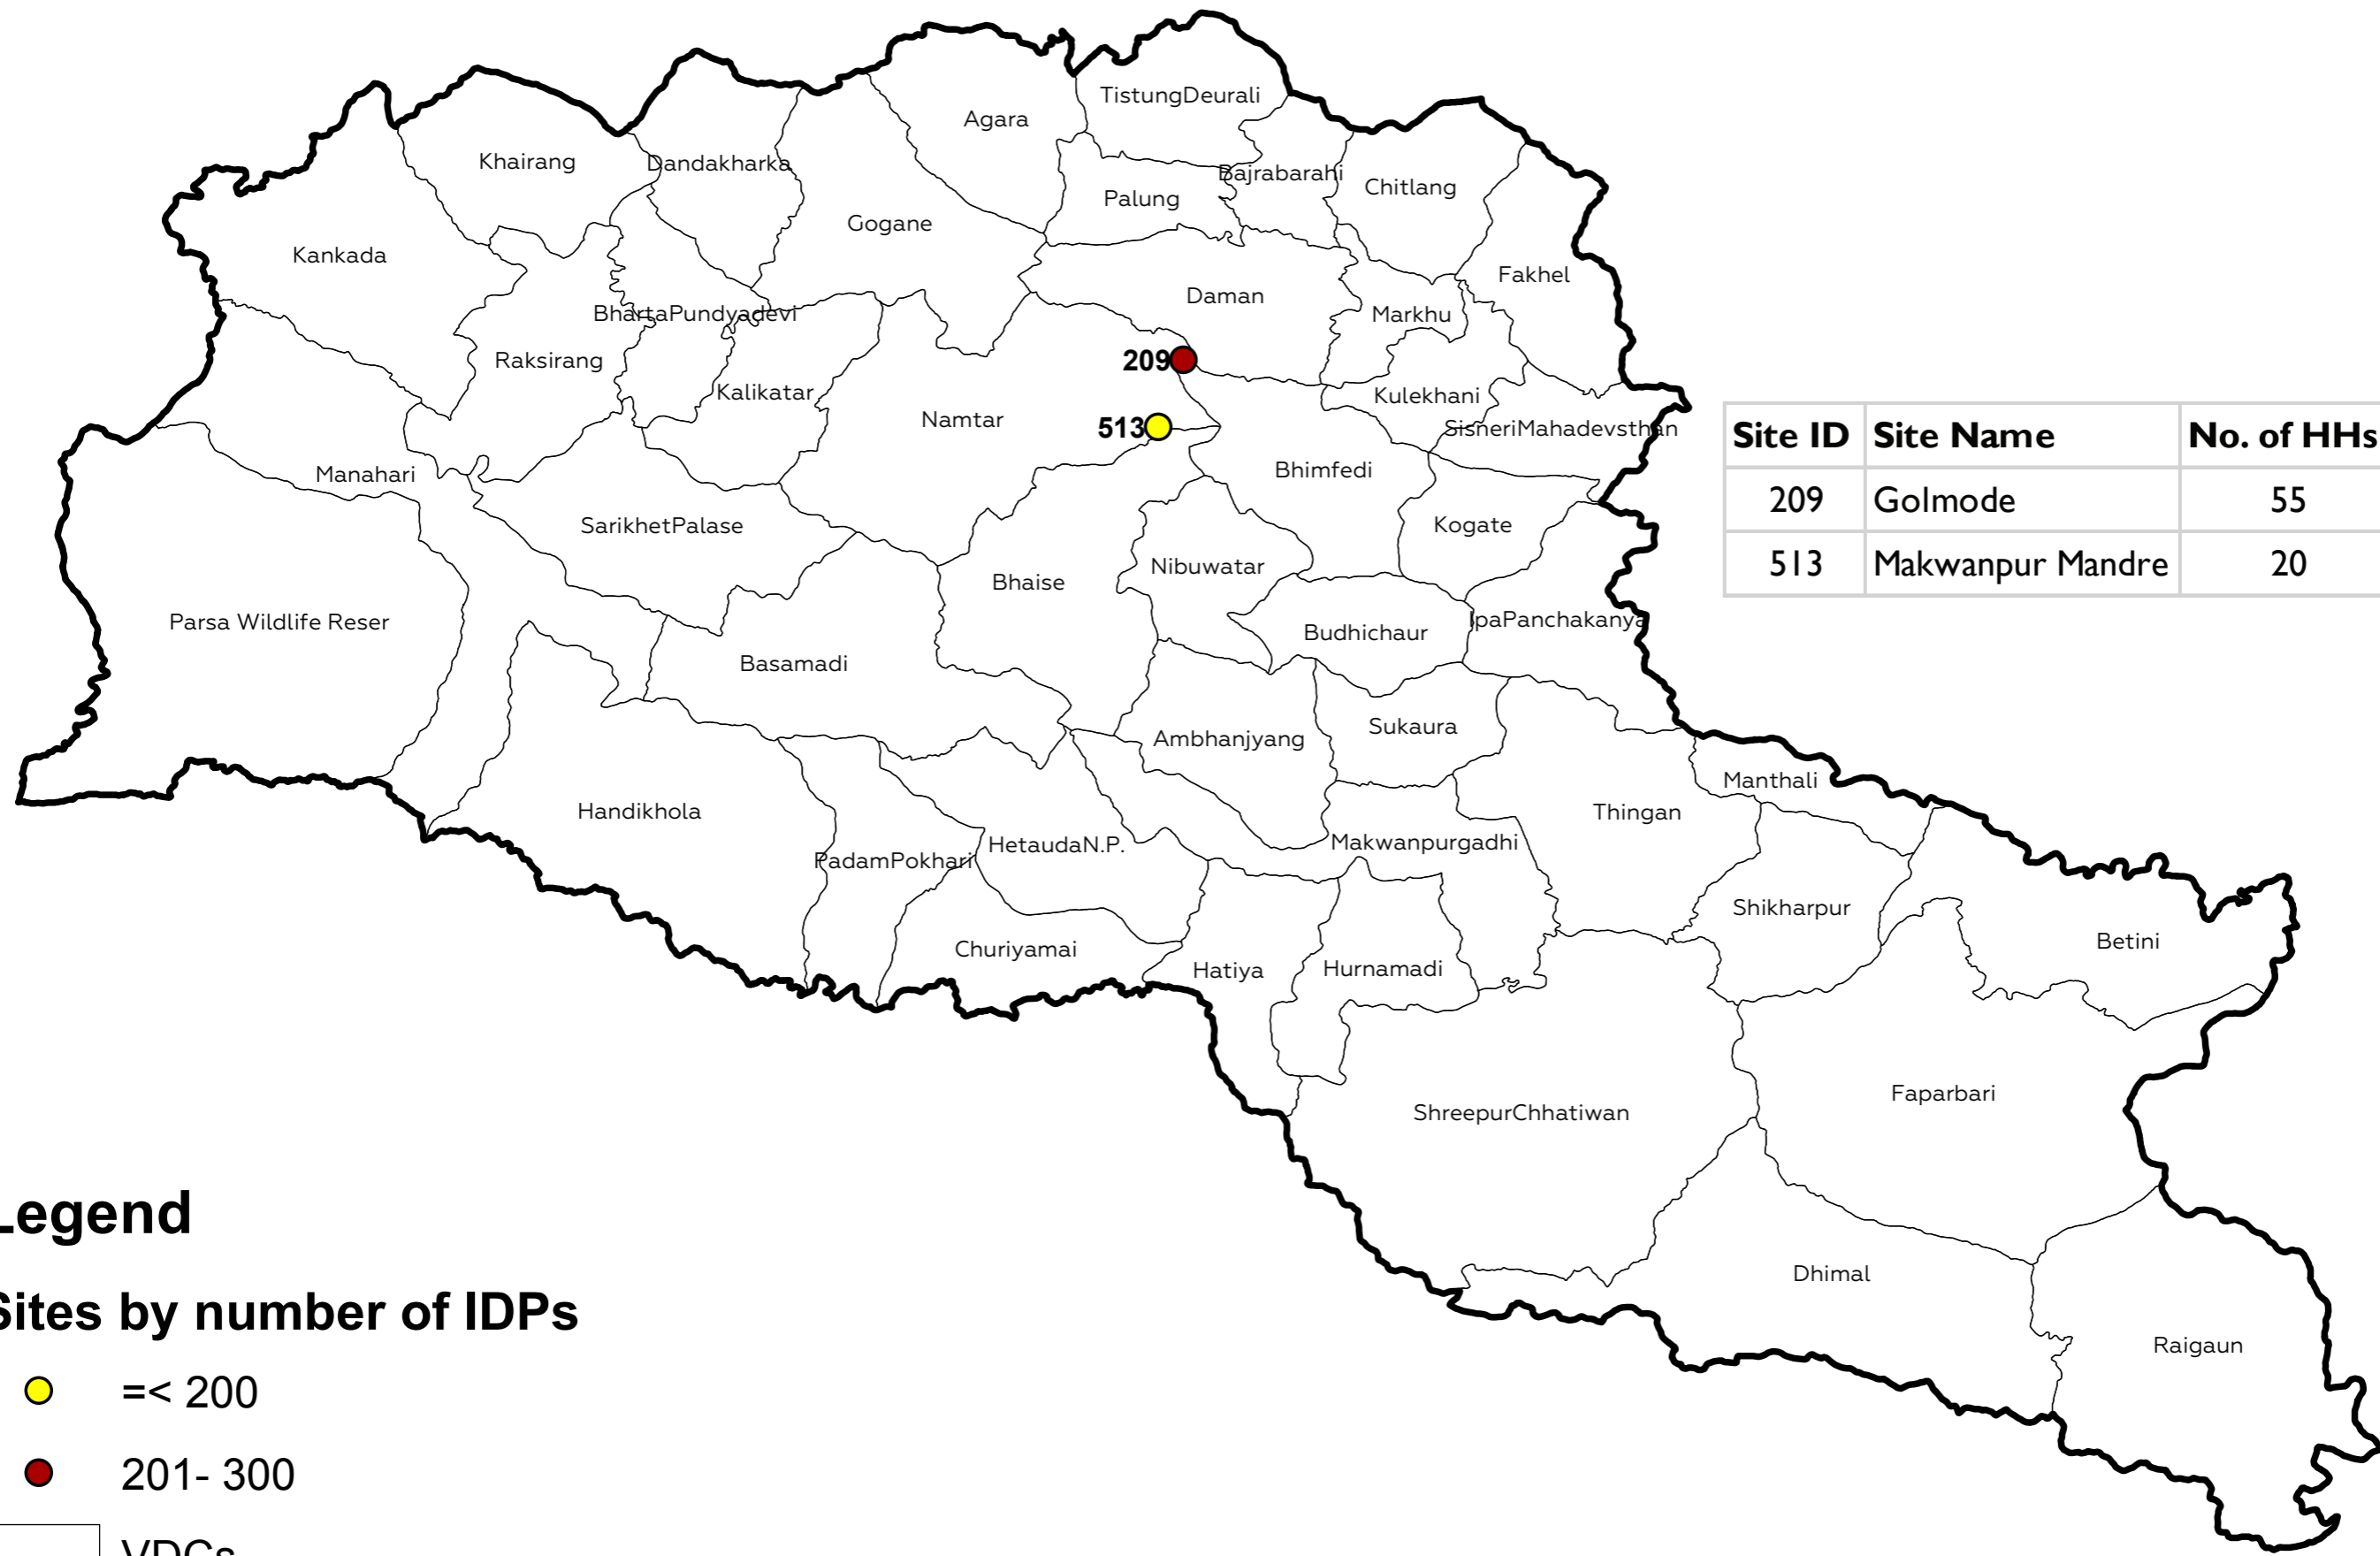 TistungDeurali
Agara
Khairang
Dandakharka
Bajrabarahi
Chitlang
Palung
Gogane
Kankada
Fakhel
Daman
BhartaPundyadevi
Markhu
Raksirang
209
Kalikatar
Kulekhani
Namtar
513
SisneriMahadevsthan
Manahari
Bhimfedi
SarikhetPalase
Kogate
Nibuwatar
Bhaise
Parsa Wildlife Reser
IpaPanchakanya
Budhichaur
Basamadi
Sukaura
Ambhanjyang
Manthali
Handikhola
Thingan
Makwanpurgadhi
HetaudaN.P.
PadamPokhari
Shikharpur
Betini
Churiyamai
Hatiya
Hurnamadi
Faparbari
ShreepurChhatiwan
Dhimal
Raigaun
Site ID Site Name No. of HHs
209 Golmode 55
513 Makwanpur Mandre 20
Legend
Sites by number of IDPs
=< 200
201- 300
VDCs